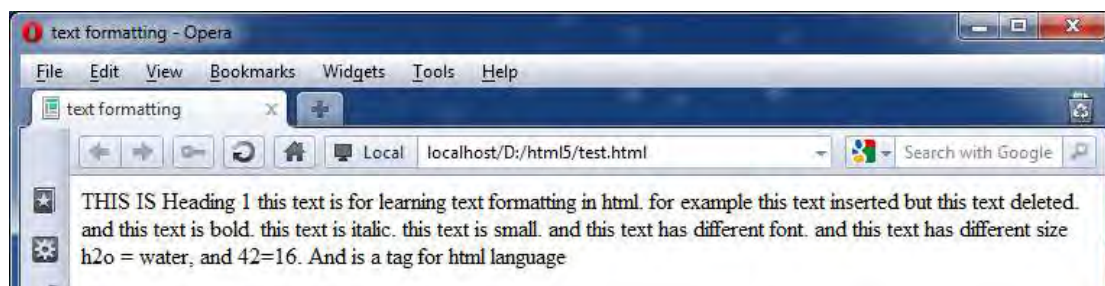 text formatting - Opera
File Edit View Bookmarks Widgets Tools Help
text formatting
Local localhost/D:/html5/test.html Search with Google
THIS IS Heading 1 this text is for learning text formatting in html. for example this text inserted but this text deleted.
and this text is bold. this text is italic. this text is small. and this text has different font. and this text has different size
h2o = water, and 42=16. And is a tag for html language